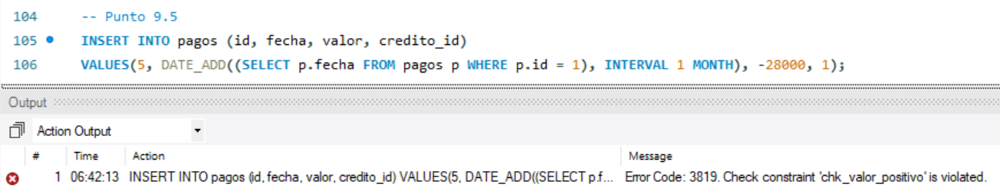 104 -- Punto 9.5
105 INSERT INTO pagos (id, fecha, valor, credito_id)
106 VALUES(5, DATE_ADD((SELECT p.fecha FROM pagos p WHERE p.id = 1), INTERVAL 1 MONTH), -28000, 1);
Output
Action Output
# Time Action Message
1 06:42:13 INSERT INTO pagos (id, fecha, valor, credito_id) VALUES(5, DATE_ADD((SELECT p.f... Error Code: 3819. Check constraint 'chk_valor_positivo' is violated.